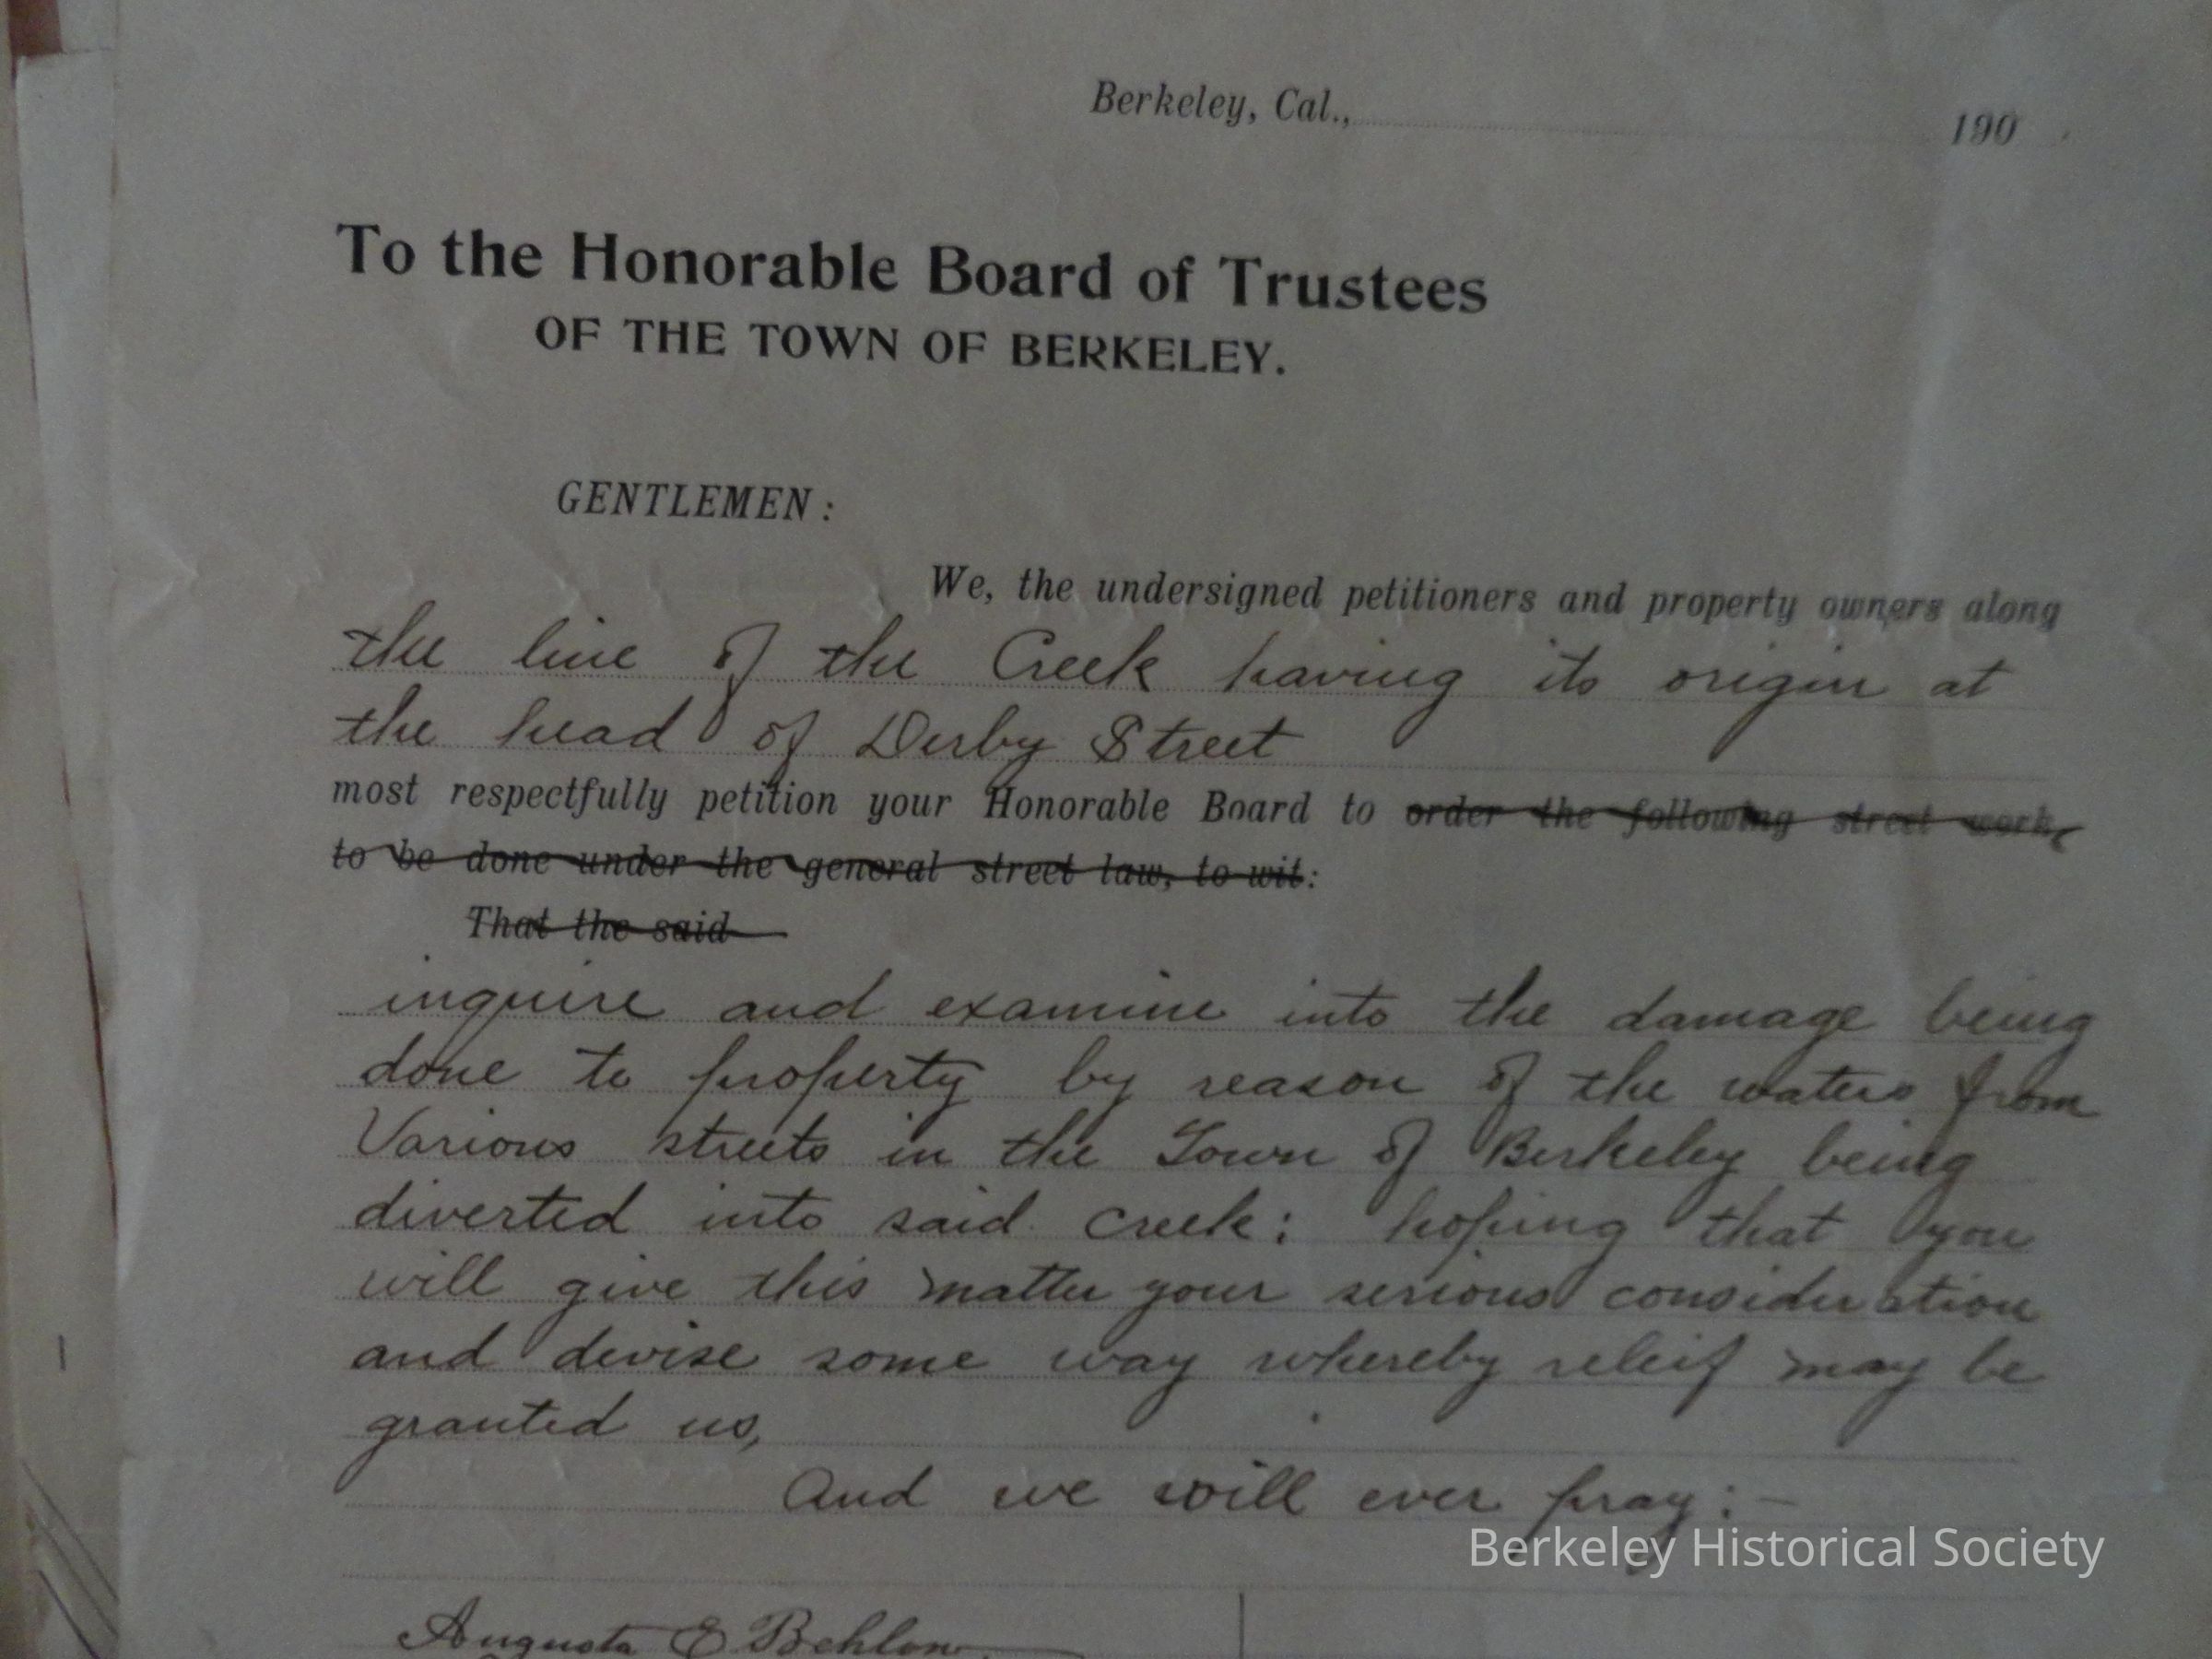 Berkeley, Cal., 190
To the Honorable Board of Trustees
OF THE TOWN OF BERKELEY.
GENTLEMEN:
We, the undersigned petitioners and property owners along
the line of the Creek having its origin at
the head of Derby Street
most respectfully petition your Honorable Board to order the following street work,
to be done under the general street law, to wit:
That the said
inquire and examine into the damage being
done to property by reason of the waters from
Various streets in the Town of Berkeley being
diverted into said creek; hoping that you
will give this matter your serious consideration
and devise some way whereby releif may be
granted us,
And we will ever pray:-
Berkeley Historical Society
Augusta E Behlow